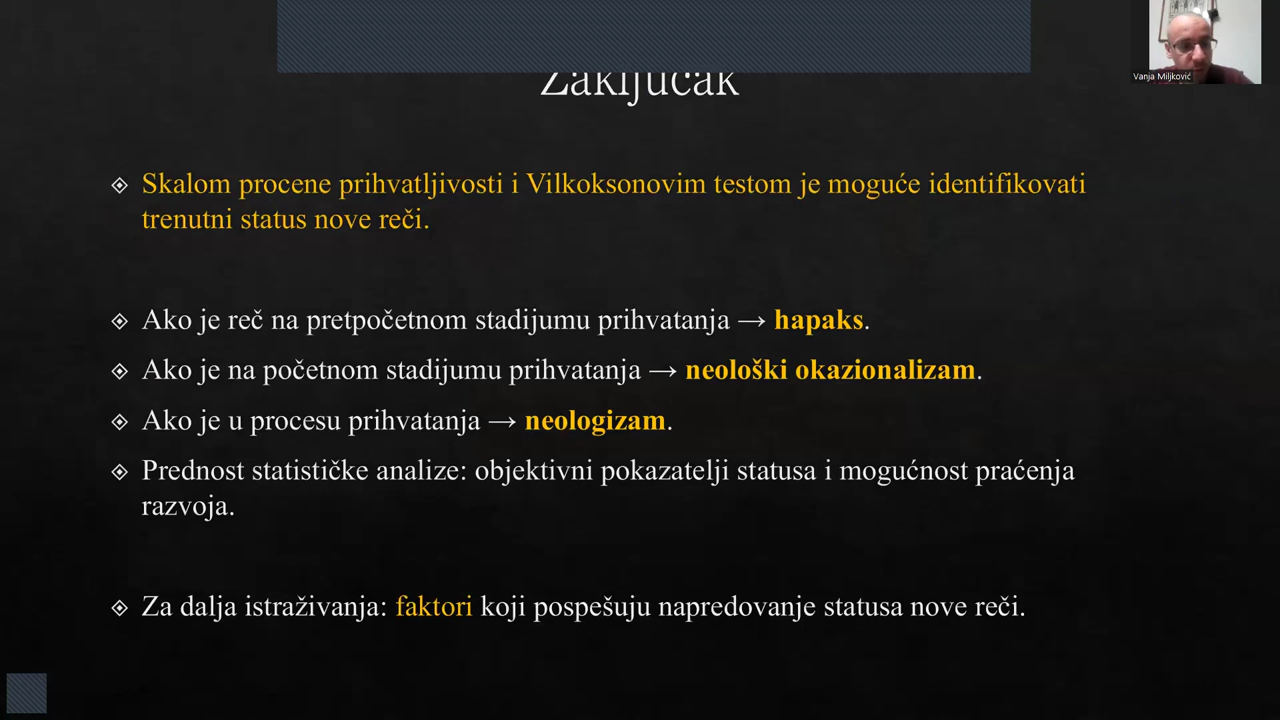 Zaključak
Vanja Miljković
Skalom procene prihvatljivosti i Vilkoksonovim testom je moguće identifikovati
trenutni status nove reči.
Ako je reč na pretpočetnom stadijumu prihvatanja → hapaks.
Ako je na početnom stadijumu prihvatanja → neološki okazionalizam.
Ako je u procesu prihvatanja → neologizam.
Prednost statističke analize: objektivni pokazatelji statusa i mogućnost praćenja
razvoja.
Za dalja istraživanja: faktori koji pospešuju napredovanje statusa nove reči.